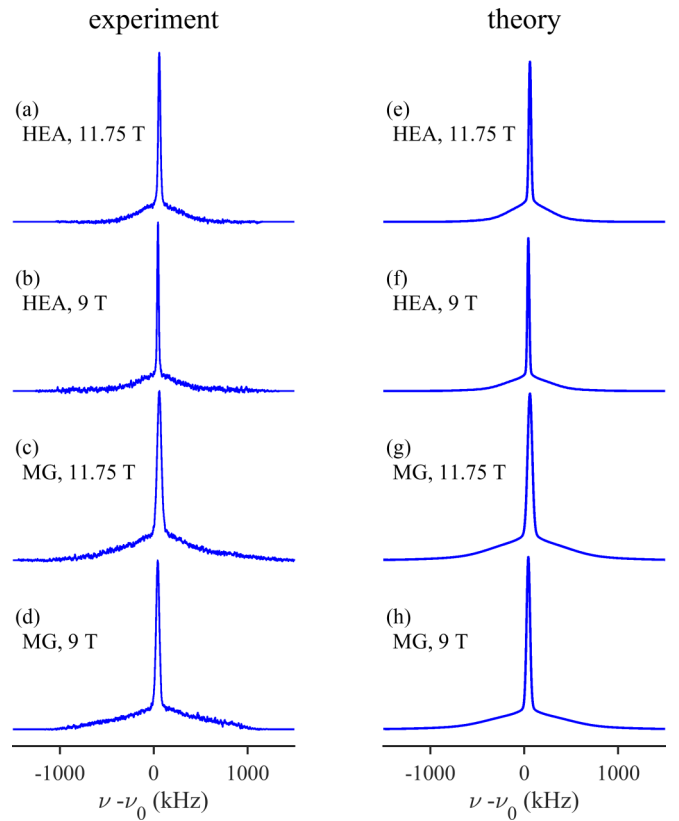 experiment
theory
(a)
HEA, 11.75 T
(e)
HEA, 11.75 T
(b)
HEA, 9 T
(f)
HEA, 9 T
(c)
MG, 11.75 T
(g)
MG, 11.75 T
(d)
MG, 9 T
(h)
MG, 9 T
-1000 0 1000
-1000 0 1000
ν -ν₀ (kHz)
ν -ν₀ (kHz)